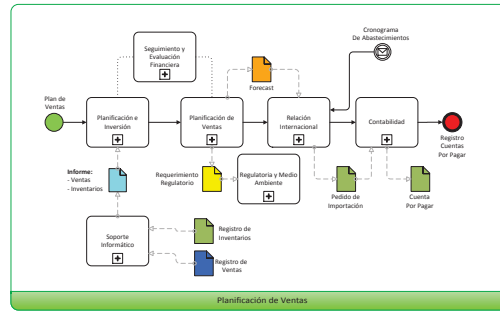 Cronograma
De Abastecimientos
Seguimiento y
Evaluación
Financiera
Forecast
Plan de
Ventas
Planificación e
Inversión
Planificación de
Ventas
Relación
Internacional
Contabilidad
Registro
Cuentas
Por Pagar
Informe:
- Ventas
- Inventarios
Requerimiento
Regulatorio
Regulatoria y Medio
Ambiente
Pedido de
Importación
Cuenta
Por Pagar
Soporte
Informático
Registro de
Inventarios
Registro de
Ventas
Planificación de Ventas